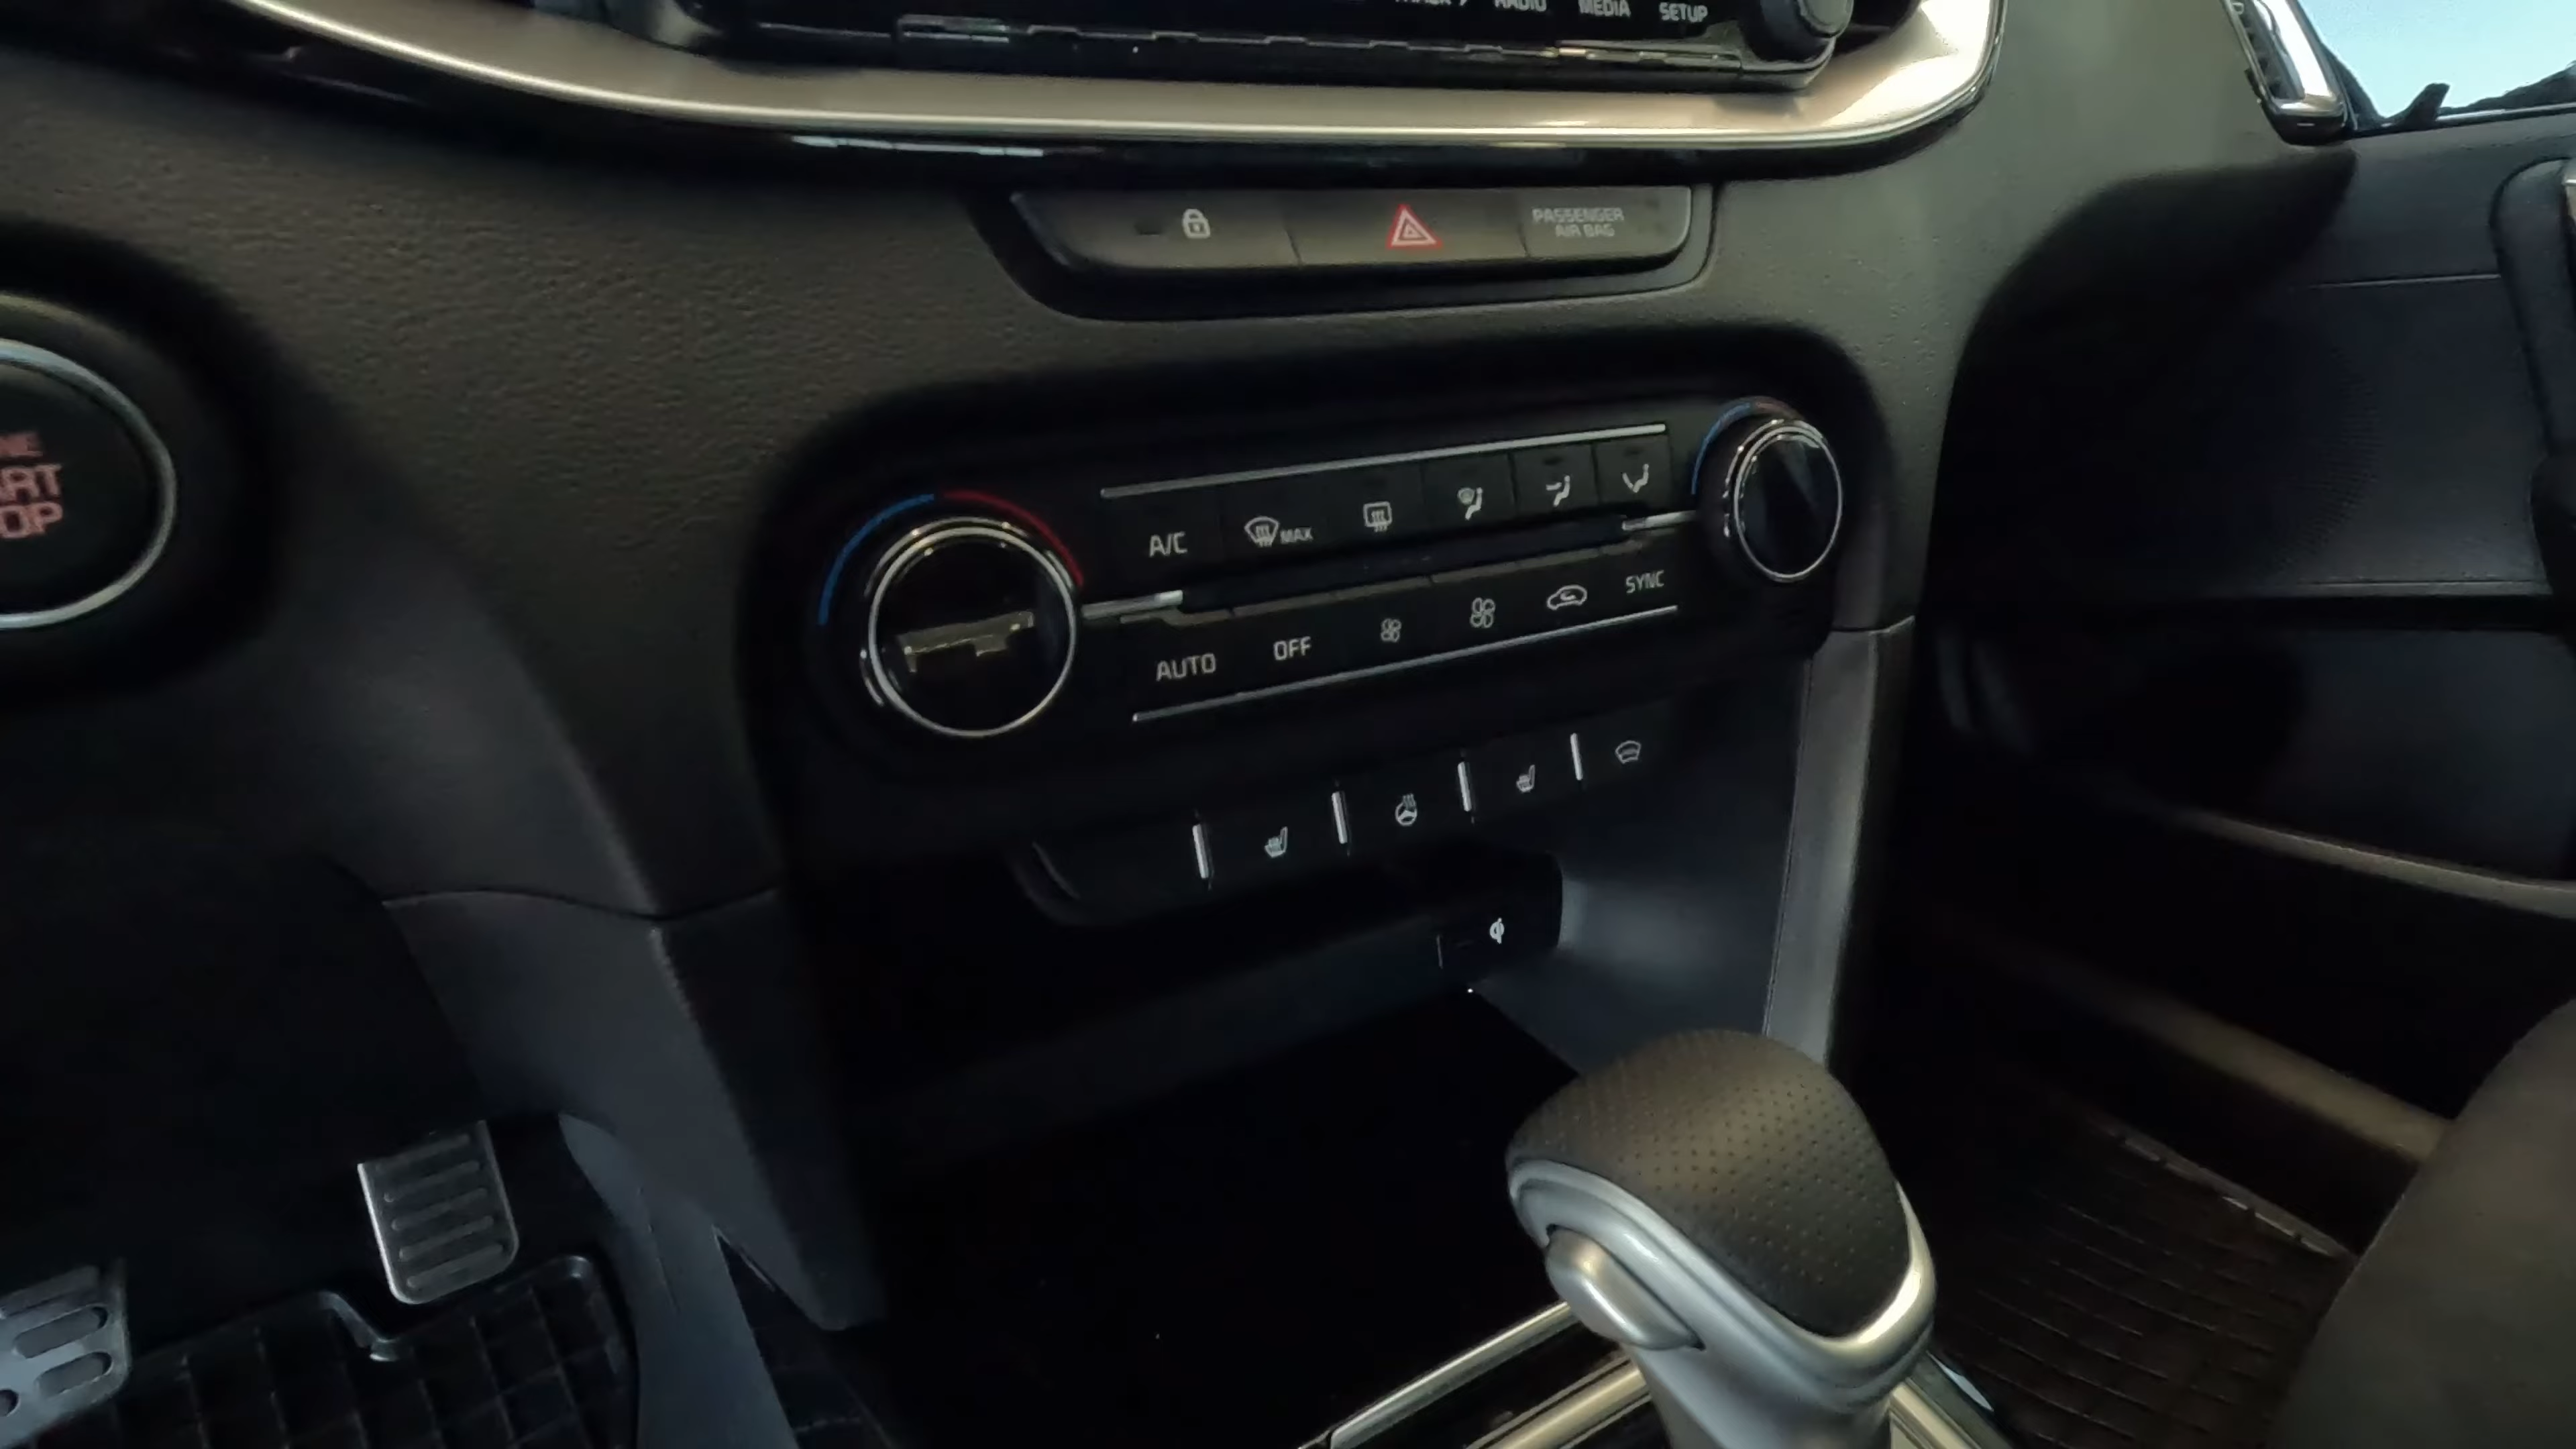 RADIO MEDIA SETUP
PASSENGER
AIR BAG
A/C MAX
AUTO OFF SYNC